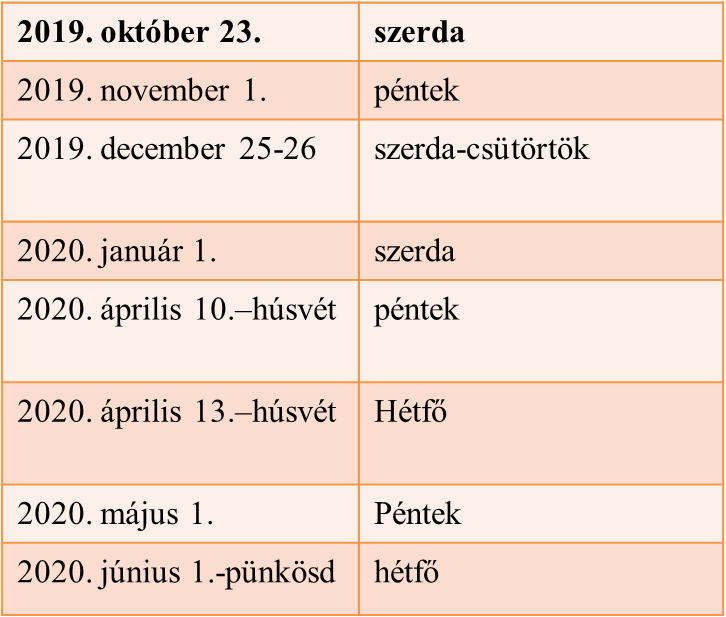 2019. október 23. szerda
2019. november 1. péntek
2019. december 25-26 szerda-csütörtök
2020. január 1. szerda
2020. április 10.–húsvét péntek
2020. április 13.–húsvét Hétfő
2020. május 1. Péntek
2020. június 1.-pünkösd hétfő